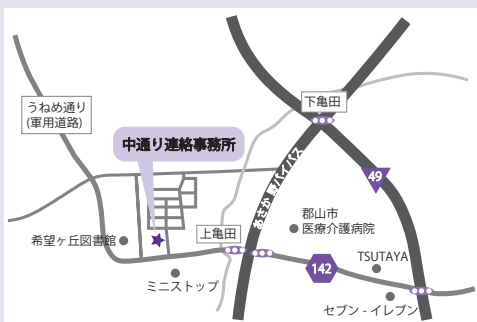 うねめ通り
(軍用道路)
下亀田
中通り連絡事務所
あさか野バイパス
49
郡山市
医療介護病院
上亀田
希望ヶ丘図書館
142
TSUTAYA
ミニストップ
セブン - イレブン